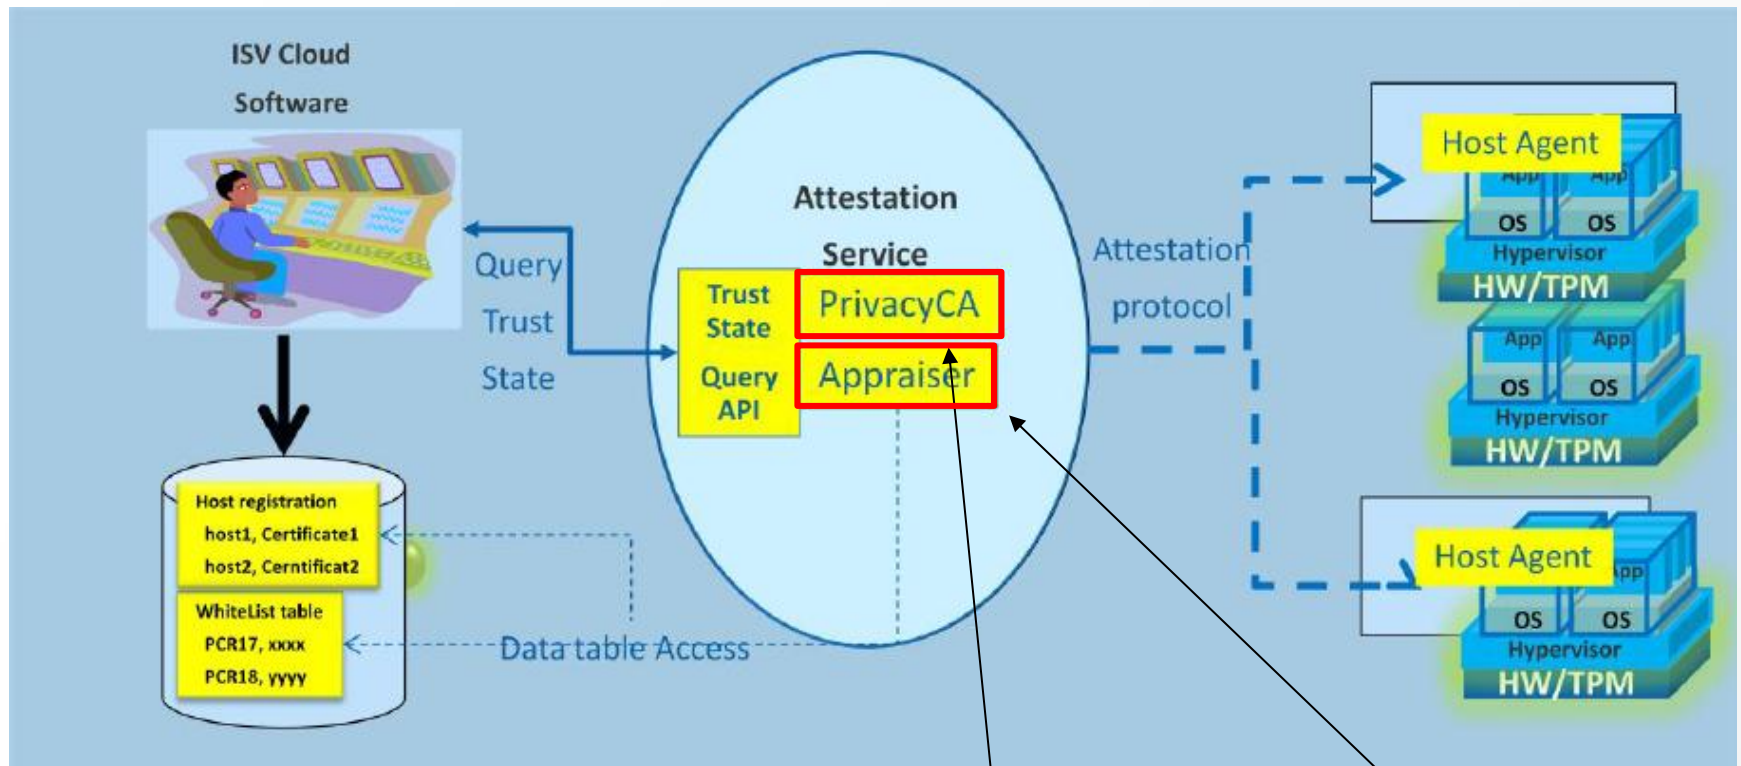 ISV Cloud
Software
Query
Trust
State
Host registration
host1, Certificate1
host2, Cerntificat2
WhiteList table
PCR17, xxxx
PCR18, yyyy
Data table Access
Attestation
Service
Trust
State
Query
API
PrivacyCA
Appraiser
Attestation
protocol
Host Agent
App App
OS OS
Hypervisor
HW/TPM
App App
OS OS
Hypervisor
HW/TPM
Host Agent
App
OS OS
Hypervisor
HW/TPM